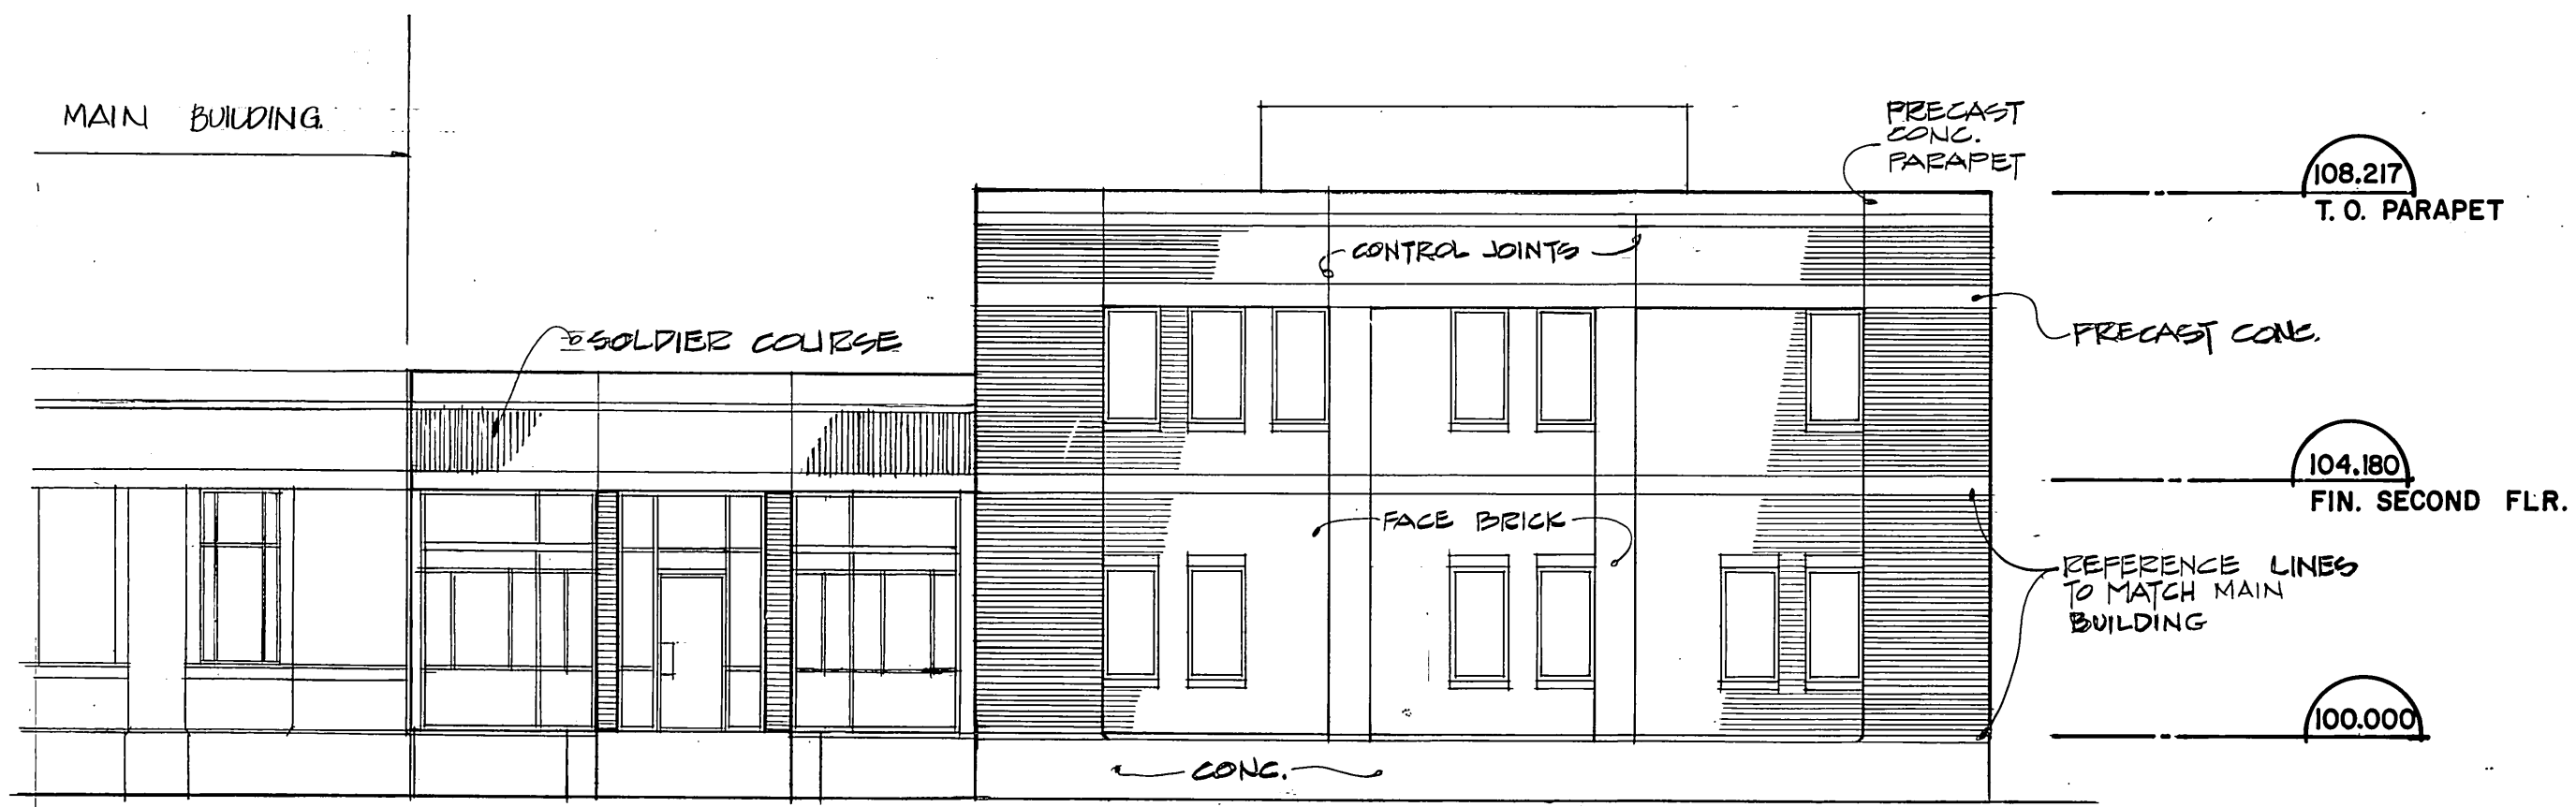 MAIN BUILDING
PRECAST
CONC.
PARAPET
108.217
T. O. PARAPET
CONTROL JOINTS
SOLDIER COURSE
PRECAST CONC.
104.180
FIN. SECOND FLR.
FACE BRICK
REFERENCE LINES
TO MATCH MAIN
BUILDING
100.000
CONC.